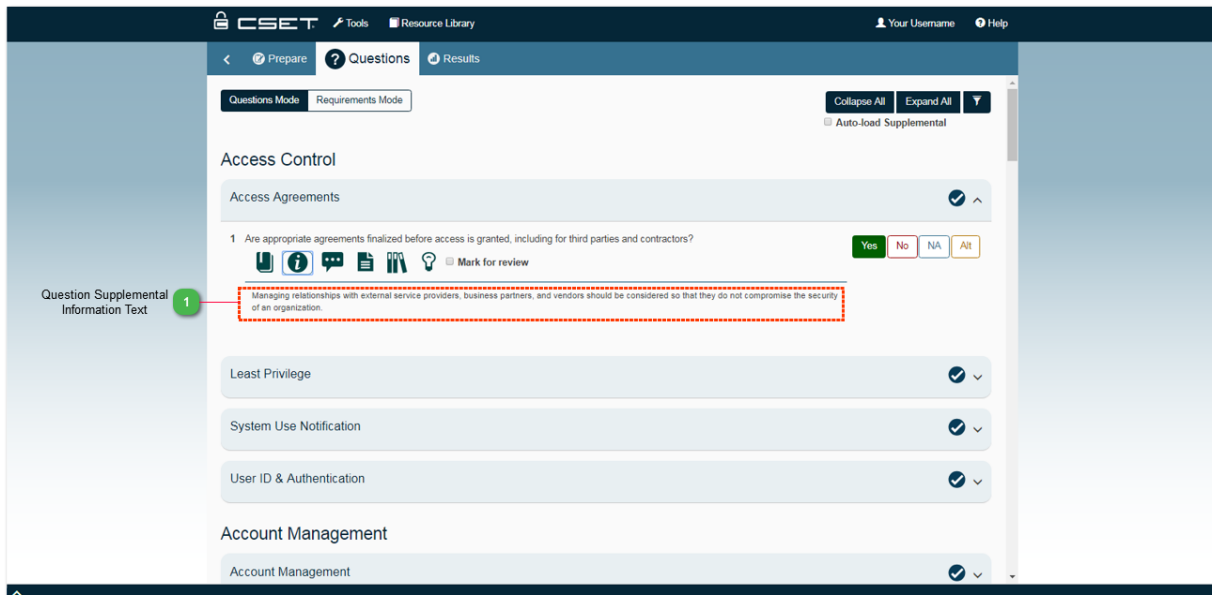 CSET Tools Resource Library Your Username Help
Prepare ? Questions Results
Questions Mode Requirements Mode Collapse All Expand All
Auto-load Supplemental
Access Control
Access Agreements
1 Are appropriate agreements finalized before access is granted, including for third parties and contractors? Yes No NA Alt
Mark for review
Question Supplemental
Information Text
1
Managing relationships with external service providers, business partners, and vendors should be considered so that they do not compromise the security
of an organization.
Least Privilege
System Use Notification
User ID & Authentication
Account Management
Account Management